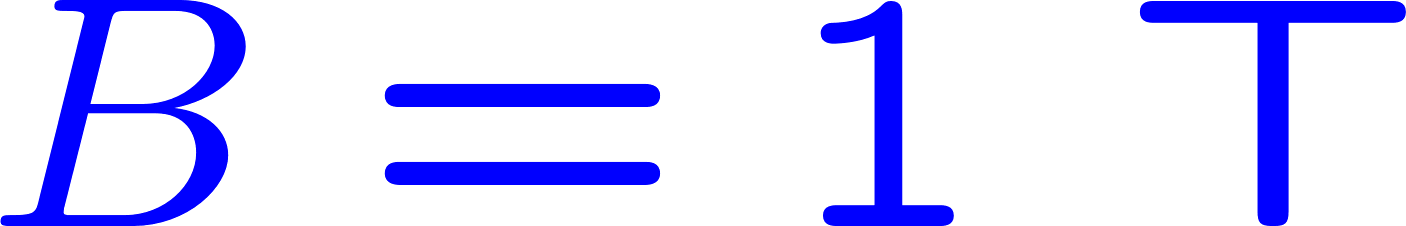 B = 1 T